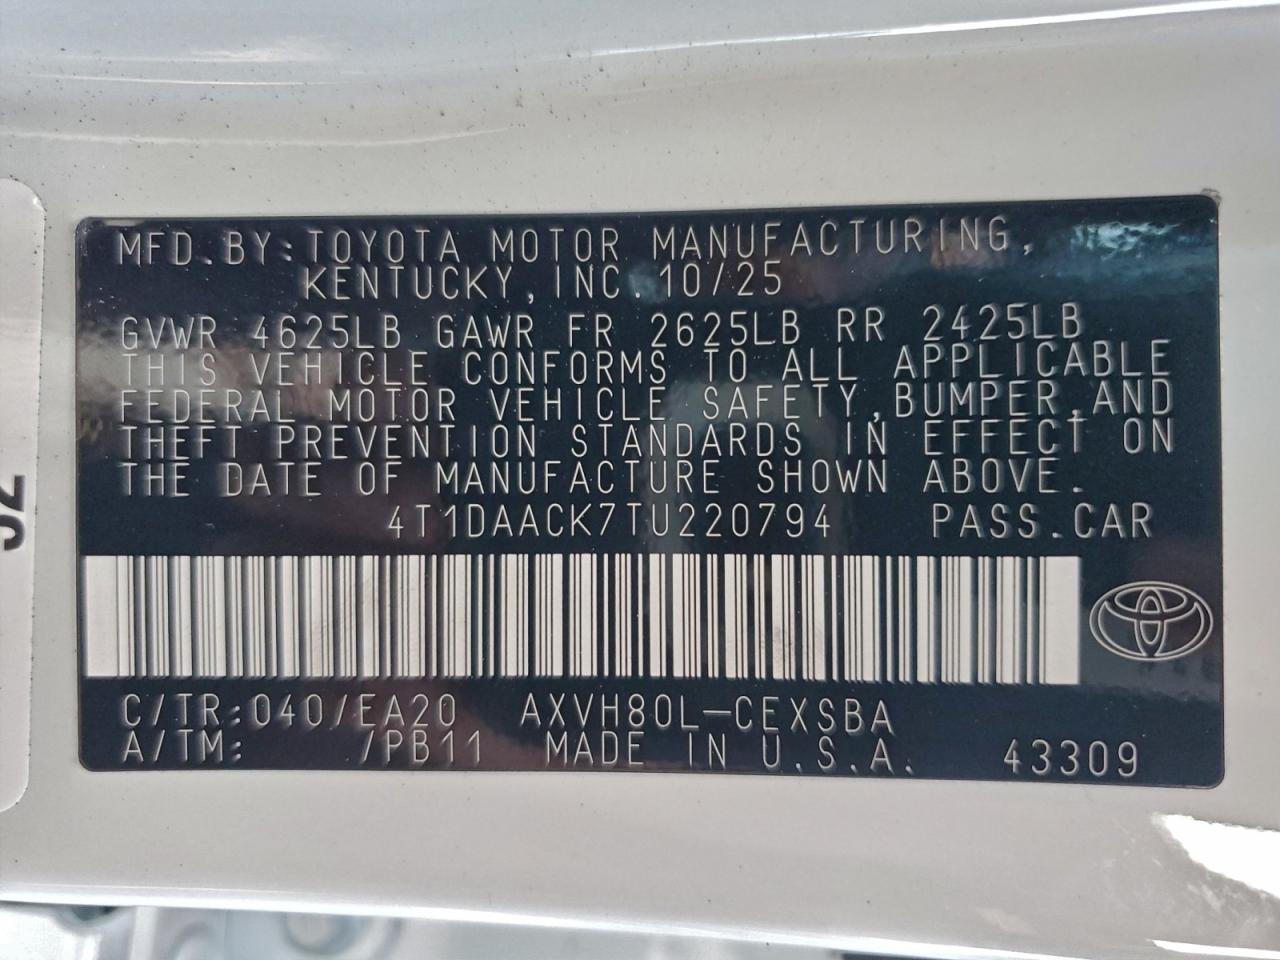 MFD.BY:TOYOTA MOTOR MANUFACTURING,
KENTUCKY,INC.10/25
GVWR 4625LB GAWR FR 2625LB RR 2425LB
THIS VEHICLE CONFORMS TO ALL APPLICABLE
FEDERAL MOTOR VEHICLE SAFETY,BUMPER,AND
THEFT PREVENTION STANDARDS IN EFFECT ON
THE DATE OF MANUFACTURE SHOWN ABOVE.
4T1DAACK7TU220794 PASS.CAR
C/TR:040/EA20 AXVH80L-CEXSBA
A/TM: /PB11 MADE IN U.S.A. 43309